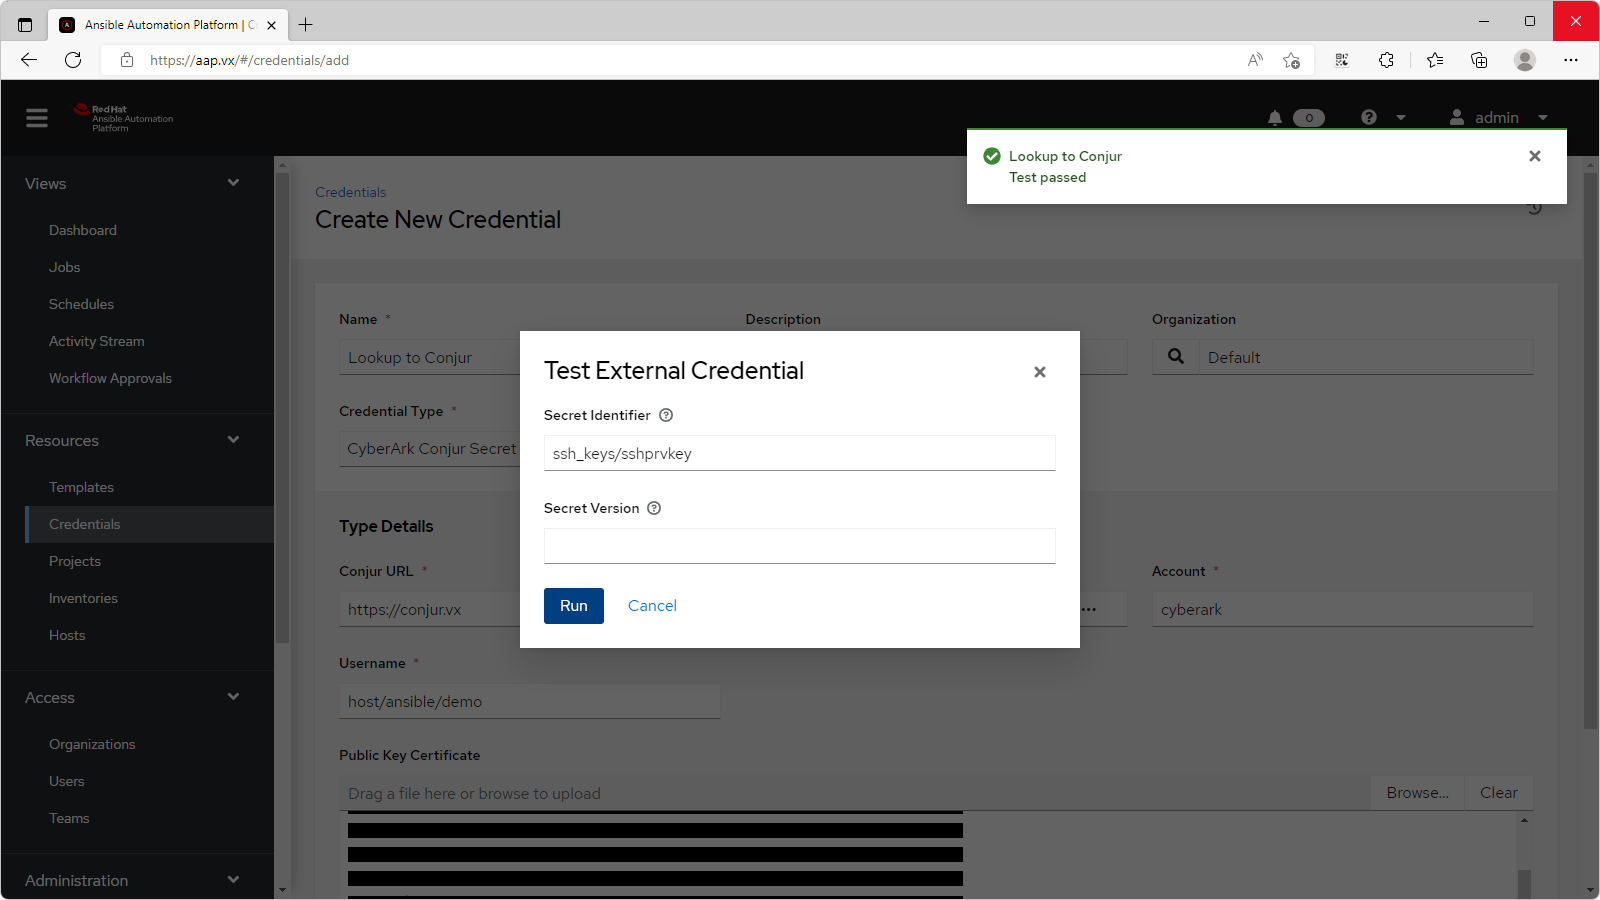 Ansible Automation Platform | C
https://aap.vx/#/credentials/add
Red Hat
Ansible Automation
Platform
0
admin
Lookup to Conjur
Test passed
Views
Dashboard
Jobs
Schedules
Activity Stream
Workflow Approvals
Resources
Templates
Credentials
Projects
Inventories
Hosts
Access
Organizations
Users
Teams
Administration
Credentials
Create New Credential
Name *
Lookup to Conjur
Description
Organization
Default
Credential Type *
CyberArk Conjur Secret
Test External Credential
Secret Identifier
ssh_keys/sshprvkey
Secret Version
Run
Cancel
Type Details
Conjur URL *
https://conjur.vx
Account *
cyberark
Username *
host/ansible/demo
Public Key Certificate
Drag a file here or browse to upload
Browse...
Clear